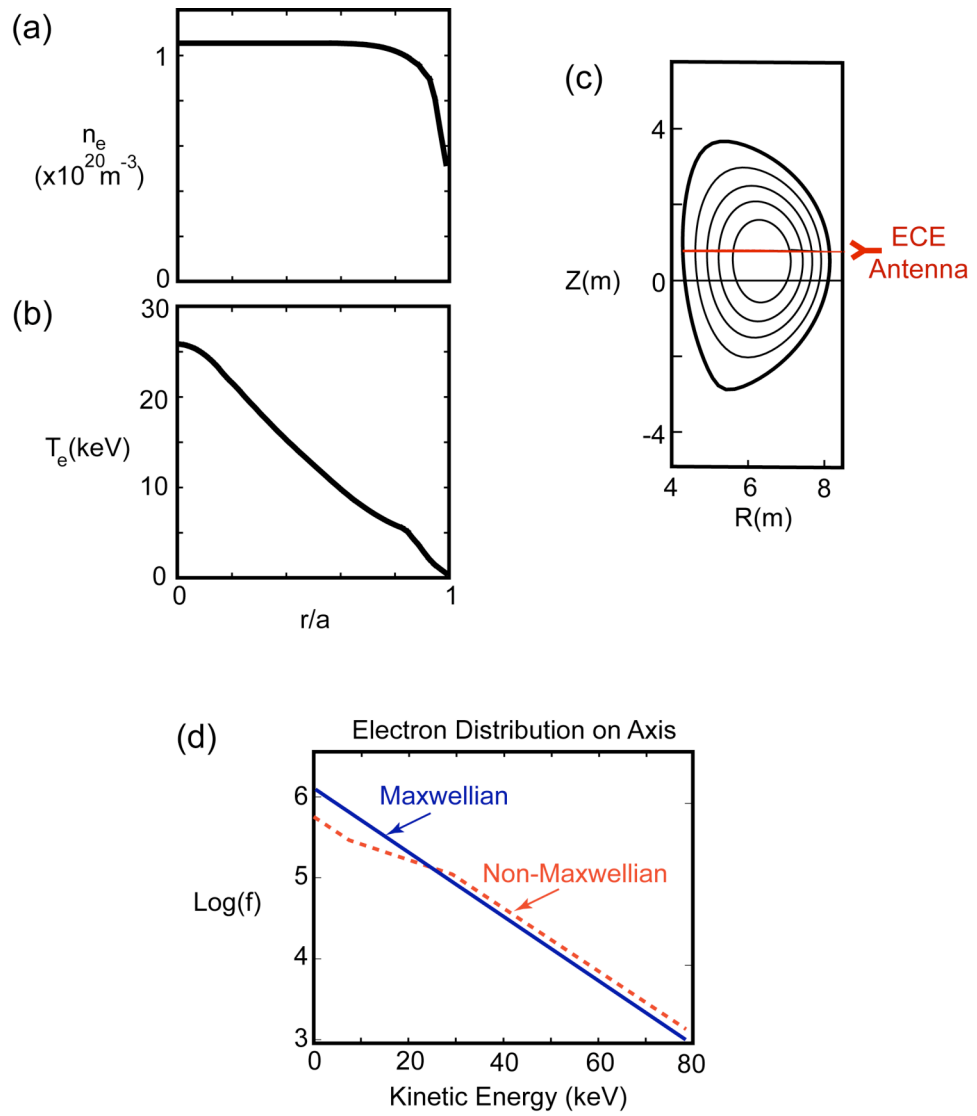 (a)
1
n_e
(x10^20 m^-3)
0
(b)
30
20
T_e(keV)
10
0
0
1
r/a
(c)
4
Z(m)
0
-4
4
6
8
R(m)
ECE
Antenna
(d)
Electron Distribution on Axis
6
Maxwellian
5
Non-Maxwellian
Log(f)
4
3
0
20
40
60
80
Kinetic Energy (keV)